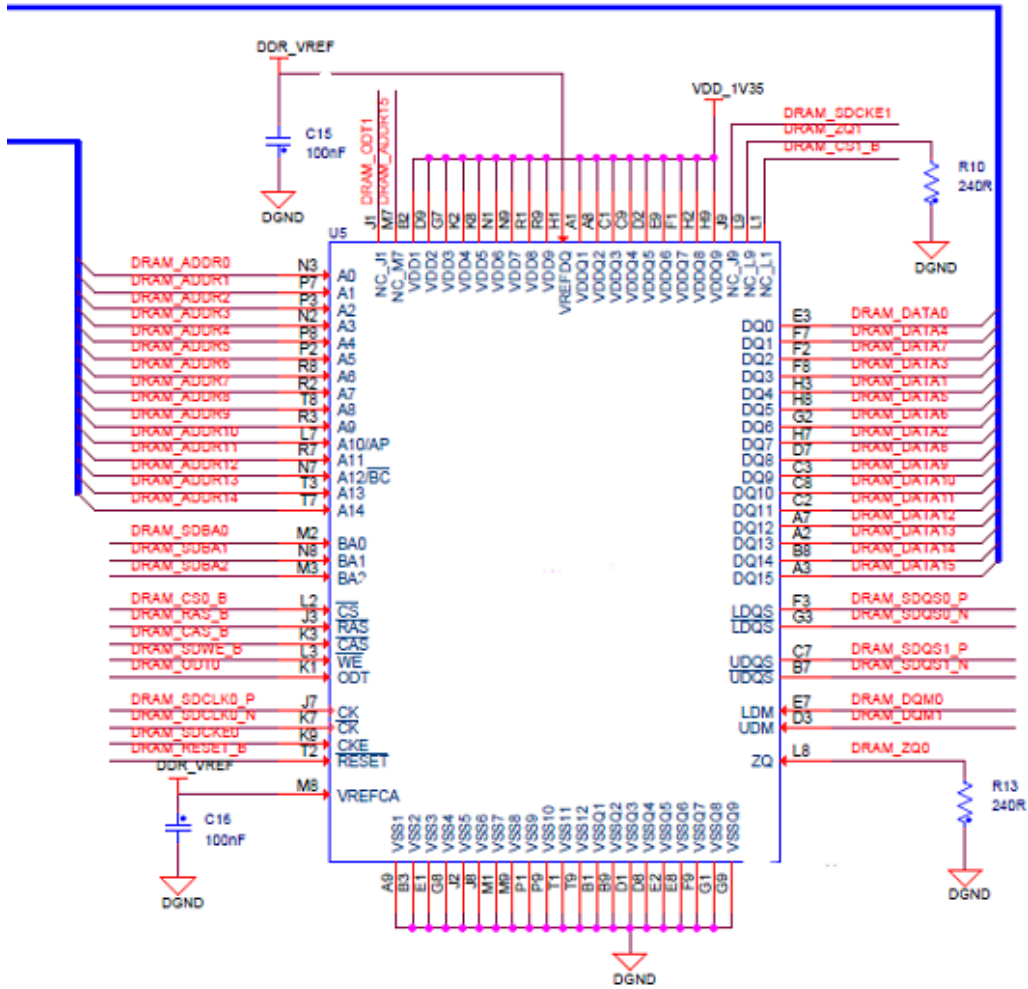 DDR_VREF
C15
100nF
DGND
DRAM_ODT1
DRAM_ADDR15
VDD_1V35
DRAM_SDCKE1
DRAM_ZQ1
DRAM_CS1_B
R10
240R
DGND
U5
J1 M7 B2 D9 G7 K2 K8 N1 N9 R1 R9 H1 A1 A8 C1 C9 D2 E9 F1 H2 H9 J9 L9 L1
NC_J1 NC_M7 VDD1 VDD2 VDD3 VDD4 VDD5 VDD6 VDD7 VDD8 VDD9 VREFDQ VDDQ1 VDDQ2 VDDQ3 VDDQ4 VDDQ5 VDDQ6 VDDQ7 VDDQ8 VDDQ9 NC_J9 NC_L9 NC_L1
DRAM_ADDR0 N3 A0
DRAM_ADDR1 P7 A1
DRAM_ADDR2 P3 A2
DRAM_ADDR3 N2 A3
DRAM_ADDR4 P8 A4
DRAM_ADDR5 P2 A5
DRAM_ADDR6 R8 A6
DRAM_ADDR7 R2 A7
DRAM_ADDR8 T8 A8
DRAM_ADDR9 R3 A9
DRAM_ADDR10 L7 A10/AP
DRAM_ADDR11 R7 A11
DRAM_ADDR12 N7 A12/BC
DRAM_ADDR13 T3 A13
DRAM_ADDR14 T7 A14
DRAM_SDBA0 M2 BA0
DRAM_SDBA1 N8 BA1
DRAM_SDBA2 M3 BA2
DRAM_CS0_B L2 CS
DRAM_RAS_B J3 RAS
DRAM_CAS_B K3 CAS
DRAM_SDWE_B L3 WE
DRAM_ODT0 K1 ODT
DRAM_SDCLK0_P J7 CK
DRAM_SDCLK0_N K7 CK
DRAM_SDCKE0 K9 CKE
DRAM_RESET_B T2 RESET
DDR_VREF
M8 VREFCA
C16
100nF
DGND
DQ0 E3 DRAM_DATA0
DQ1 F7 DRAM_DATA4
DQ2 F2 DRAM_DATA7
DQ3 F8 DRAM_DATA3
DQ4 H3 DRAM_DATA1
DQ5 H8 DRAM_DATA5
DQ6 G2 DRAM_DATA6
DQ7 H7 DRAM_DATA2
DQ8 D7 DRAM_DATA8
DQ9 C3 DRAM_DATA9
DQ10 C8 DRAM_DATA10
DQ11 C2 DRAM_DATA11
DQ12 A7 DRAM_DATA12
DQ13 A2 DRAM_DATA13
DQ14 B8 DRAM_DATA14
DQ15 A3 DRAM_DATA15
LDQS F3 DRAM_SDQS0_P
LDQS G3 DRAM_SDQS0_N
UDQS C7 DRAM_SDQS1_P
UDQS B7 DRAM_SDQS1_N
LDM E7 DRAM_DQM0
UDM D3 DRAM_DQM1
ZQ L8 DRAM_ZQ0
R13
240R
DGND
VSS1 VSS2 VSS3 VSS4 VSS5 VSS6 VSS7 VSS8 VSS9 VSS10 VSS11 VSS12 VSSQ1 VSSQ2 VSSQ3 VSSQ4 VSSQ5 VSSQ6 VSSQ7 VSSQ8 VSSQ9
A9 B3 E1 G8 J2 J8 M1 M9 P1 P9 T1 T9 B1 B9 D1 D8 E2 E8 F9 G1 G9
DGND